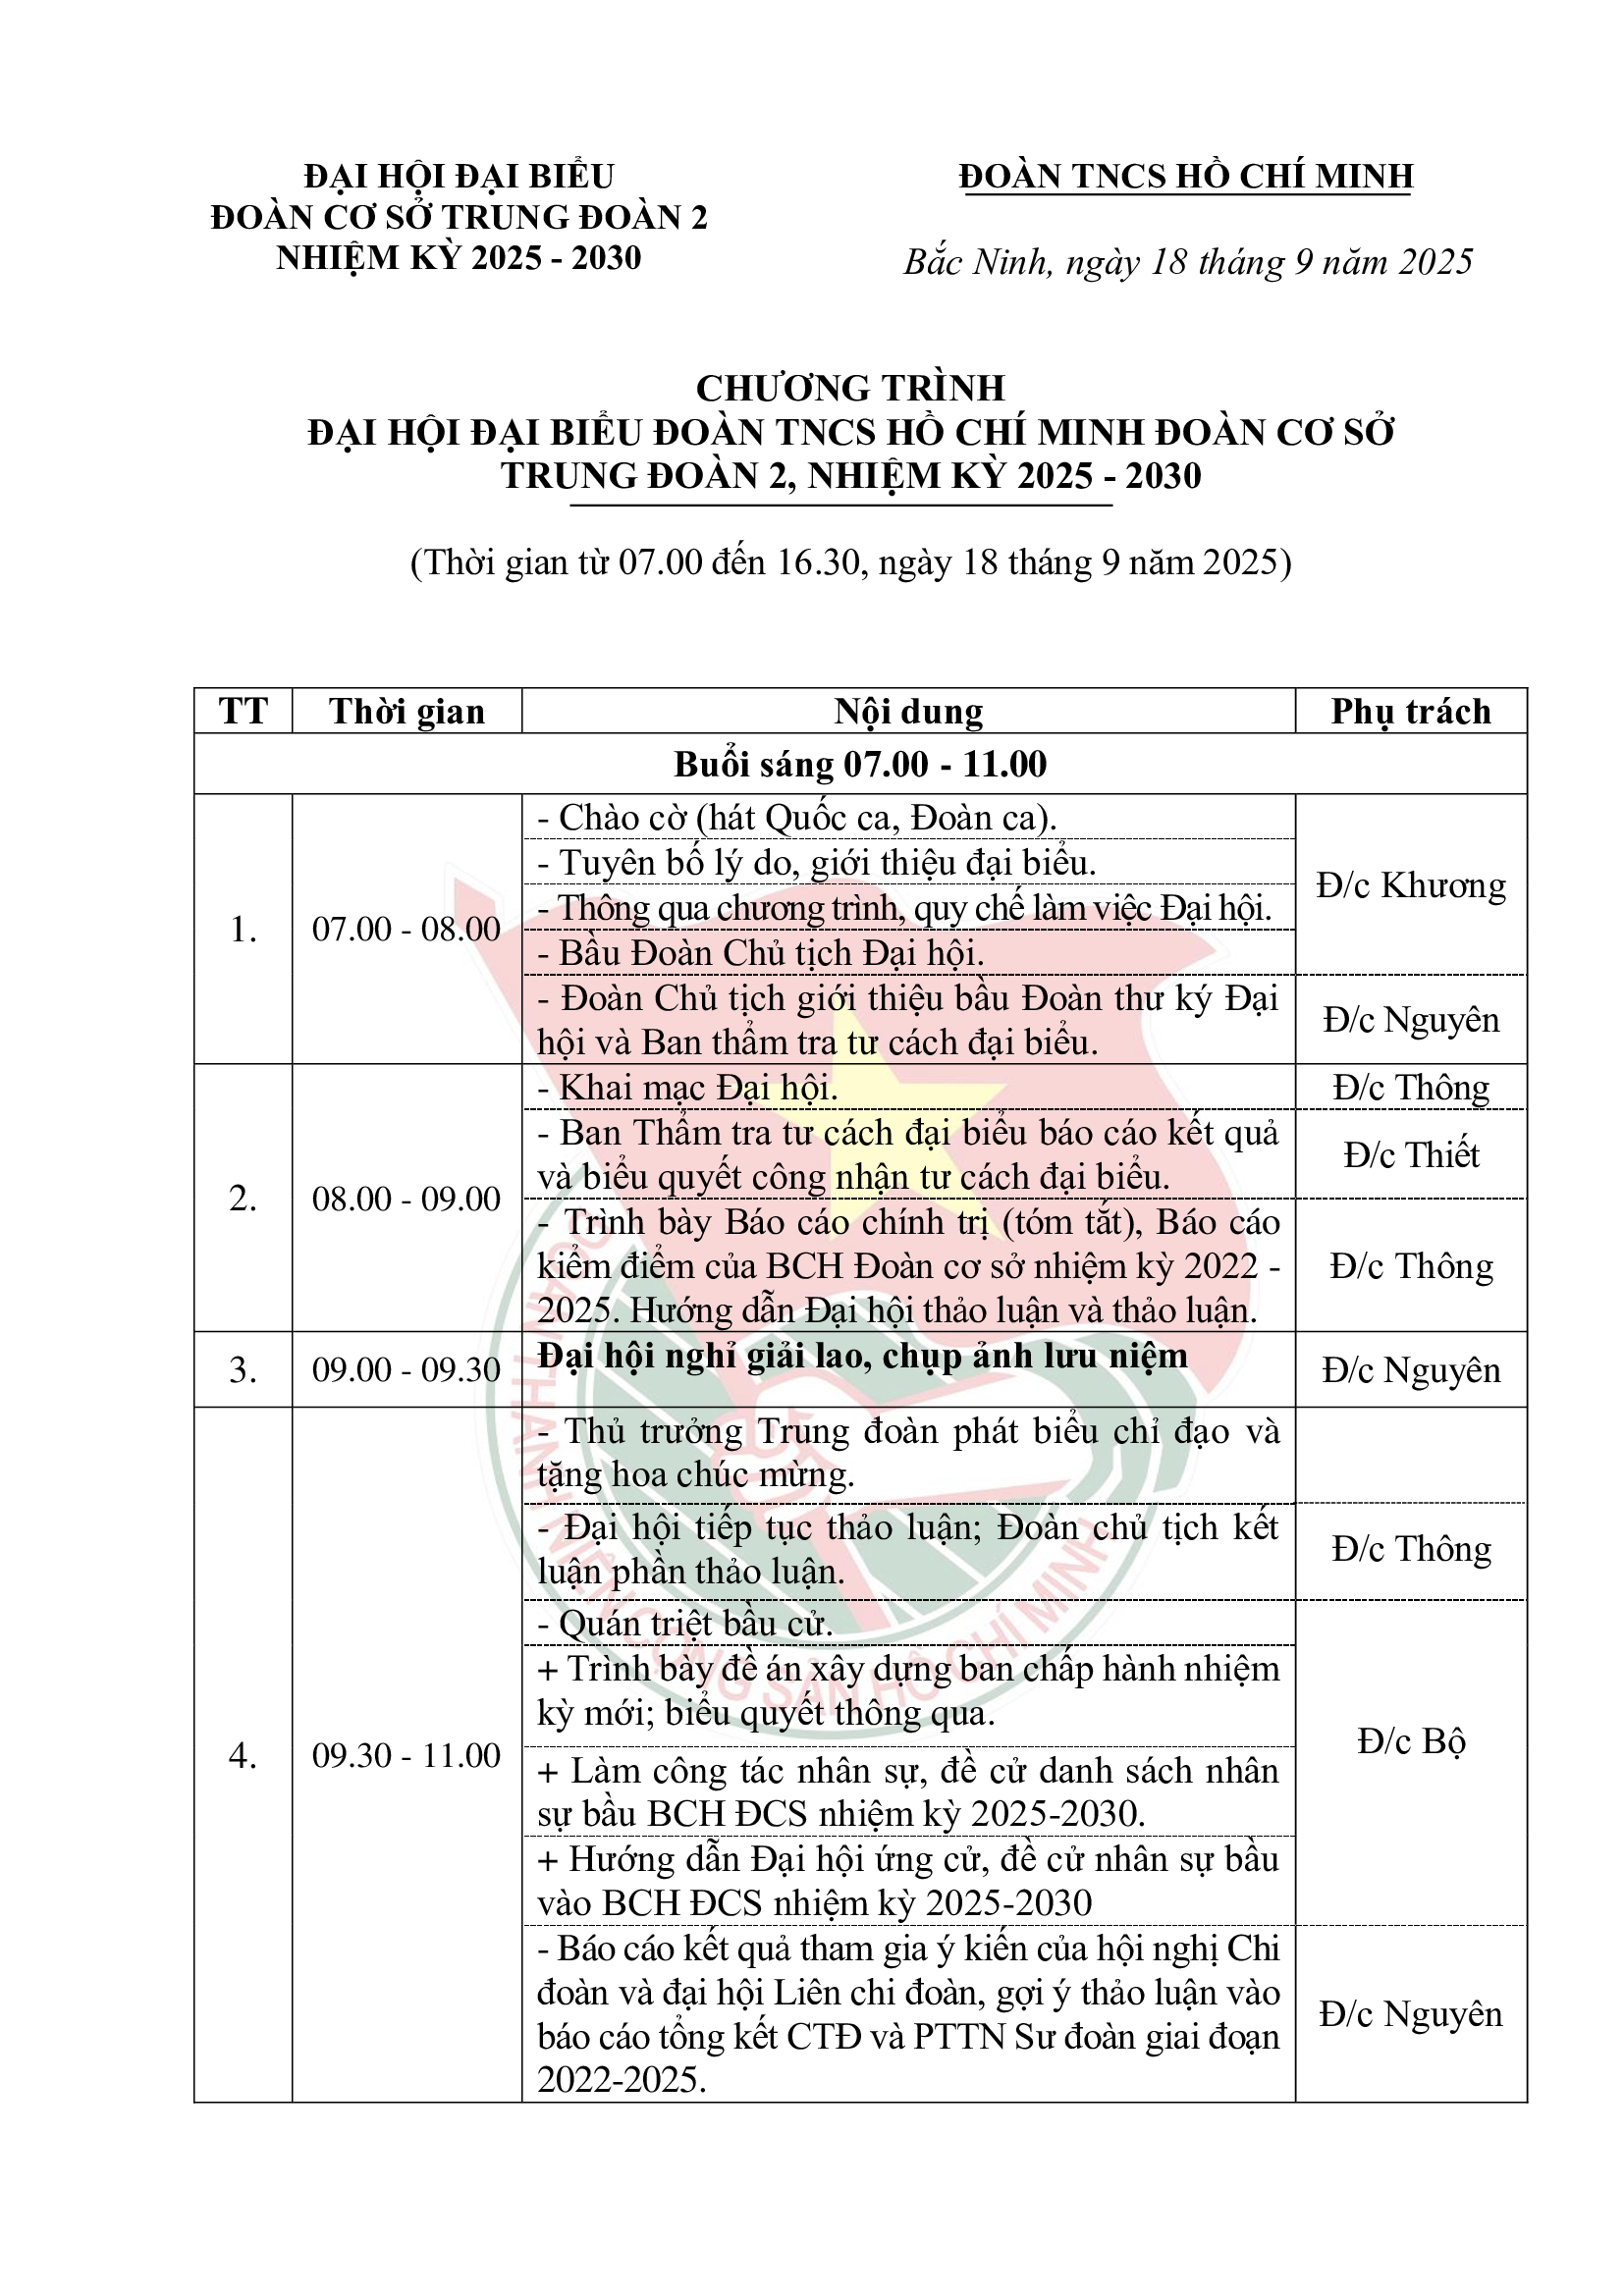 ĐẠI HỘI ĐẠI BIỂU
ĐOÀN CƠ SỞ TRUNG ĐOÀN 2
NHIỆM KỲ 2025 - 2030
ĐOÀN TNCS HỒ CHÍ MINH
Bắc Ninh, ngày 18 tháng 9 năm 2025
CHƯƠNG TRÌNH
ĐẠI HỘI ĐẠI BIỂU ĐOÀN TNCS HỒ CHÍ MINH ĐOÀN CƠ SỞ
TRUNG ĐOÀN 2, NHIỆM KỲ 2025 - 2030
(Thời gian từ 07.00 đến 16.30, ngày 18 tháng 9 năm 2025)
TT Thời gian Nội dung Phụ trách
Buổi sáng 07.00 - 11.00
1. 07.00 - 08.00
- Chào cờ (hát Quốc ca, Đoàn ca).
- Tuyên bố lý do, giới thiệu đại biểu.
- Thông qua chương trình, quy chế làm việc Đại hội.
- Bầu Đoàn Chủ tịch Đại hội.
Đ/c Khương
- Đoàn Chủ tịch giới thiệu bầu Đoàn thư ký Đại
hội và Ban thẩm tra tư cách đại biểu.
Đ/c Nguyên
2. 08.00 - 09.00
- Khai mạc Đại hội.
Đ/c Thông
- Ban Thẩm tra tư cách đại biểu báo cáo kết quả
và biểu quyết công nhận tư cách đại biểu.
Đ/c Thiết
- Trình bày Báo cáo chính trị (tóm tắt), Báo cáo
kiểm điểm của BCH Đoàn cơ sở nhiệm kỳ 2022 -
2025. Hướng dẫn Đại hội thảo luận và thảo luận.
Đ/c Thông
3. 09.00 - 09.30
Đại hội nghỉ giải lao, chụp ảnh lưu niệm
Đ/c Nguyên
4. 09.30 - 11.00
- Thủ trưởng Trung đoàn phát biểu chỉ đạo và
tặng hoa chúc mừng.
- Đại hội tiếp tục thảo luận; Đoàn chủ tịch kết
luận phần thảo luận.
Đ/c Thông
- Quán triệt bầu cử.
+ Trình bày đề án xây dựng ban chấp hành nhiệm
kỳ mới; biểu quyết thông qua.
+ Làm công tác nhân sự, đề cử danh sách nhân
sự bầu BCH ĐCS nhiệm kỳ 2025-2030.
+ Hướng dẫn Đại hội ứng cử, đề cử nhân sự bầu
vào BCH ĐCS nhiệm kỳ 2025-2030
Đ/c Bộ
- Báo cáo kết quả tham gia ý kiến của hội nghị Chi
đoàn và đại hội Liên chi đoàn, gợi ý thảo luận vào
báo cáo tổng kết CTĐ và PTTN Sư đoàn giai đoạn
2022-2025.
Đ/c Nguyên
ĐOÀN THANH NIÊN CỘNG SẢN HỒ CHÍ MINH